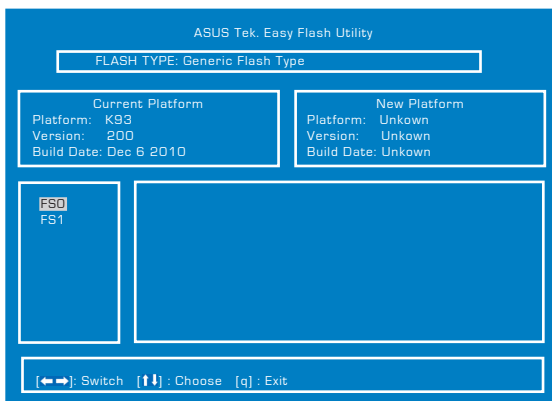 ASUS Tek. Easy Flash Utility
FLASH TYPE: Generic Flash Type
Current Platform
Platform: K93
Version: 200
Build Date: Dec 6 2010
New Platform
Platform: Unkown
Version: Unkown
Build Date: Unkown
FS0
FS1
[←→]: Switch [↑↓] : Choose [q] : Exit